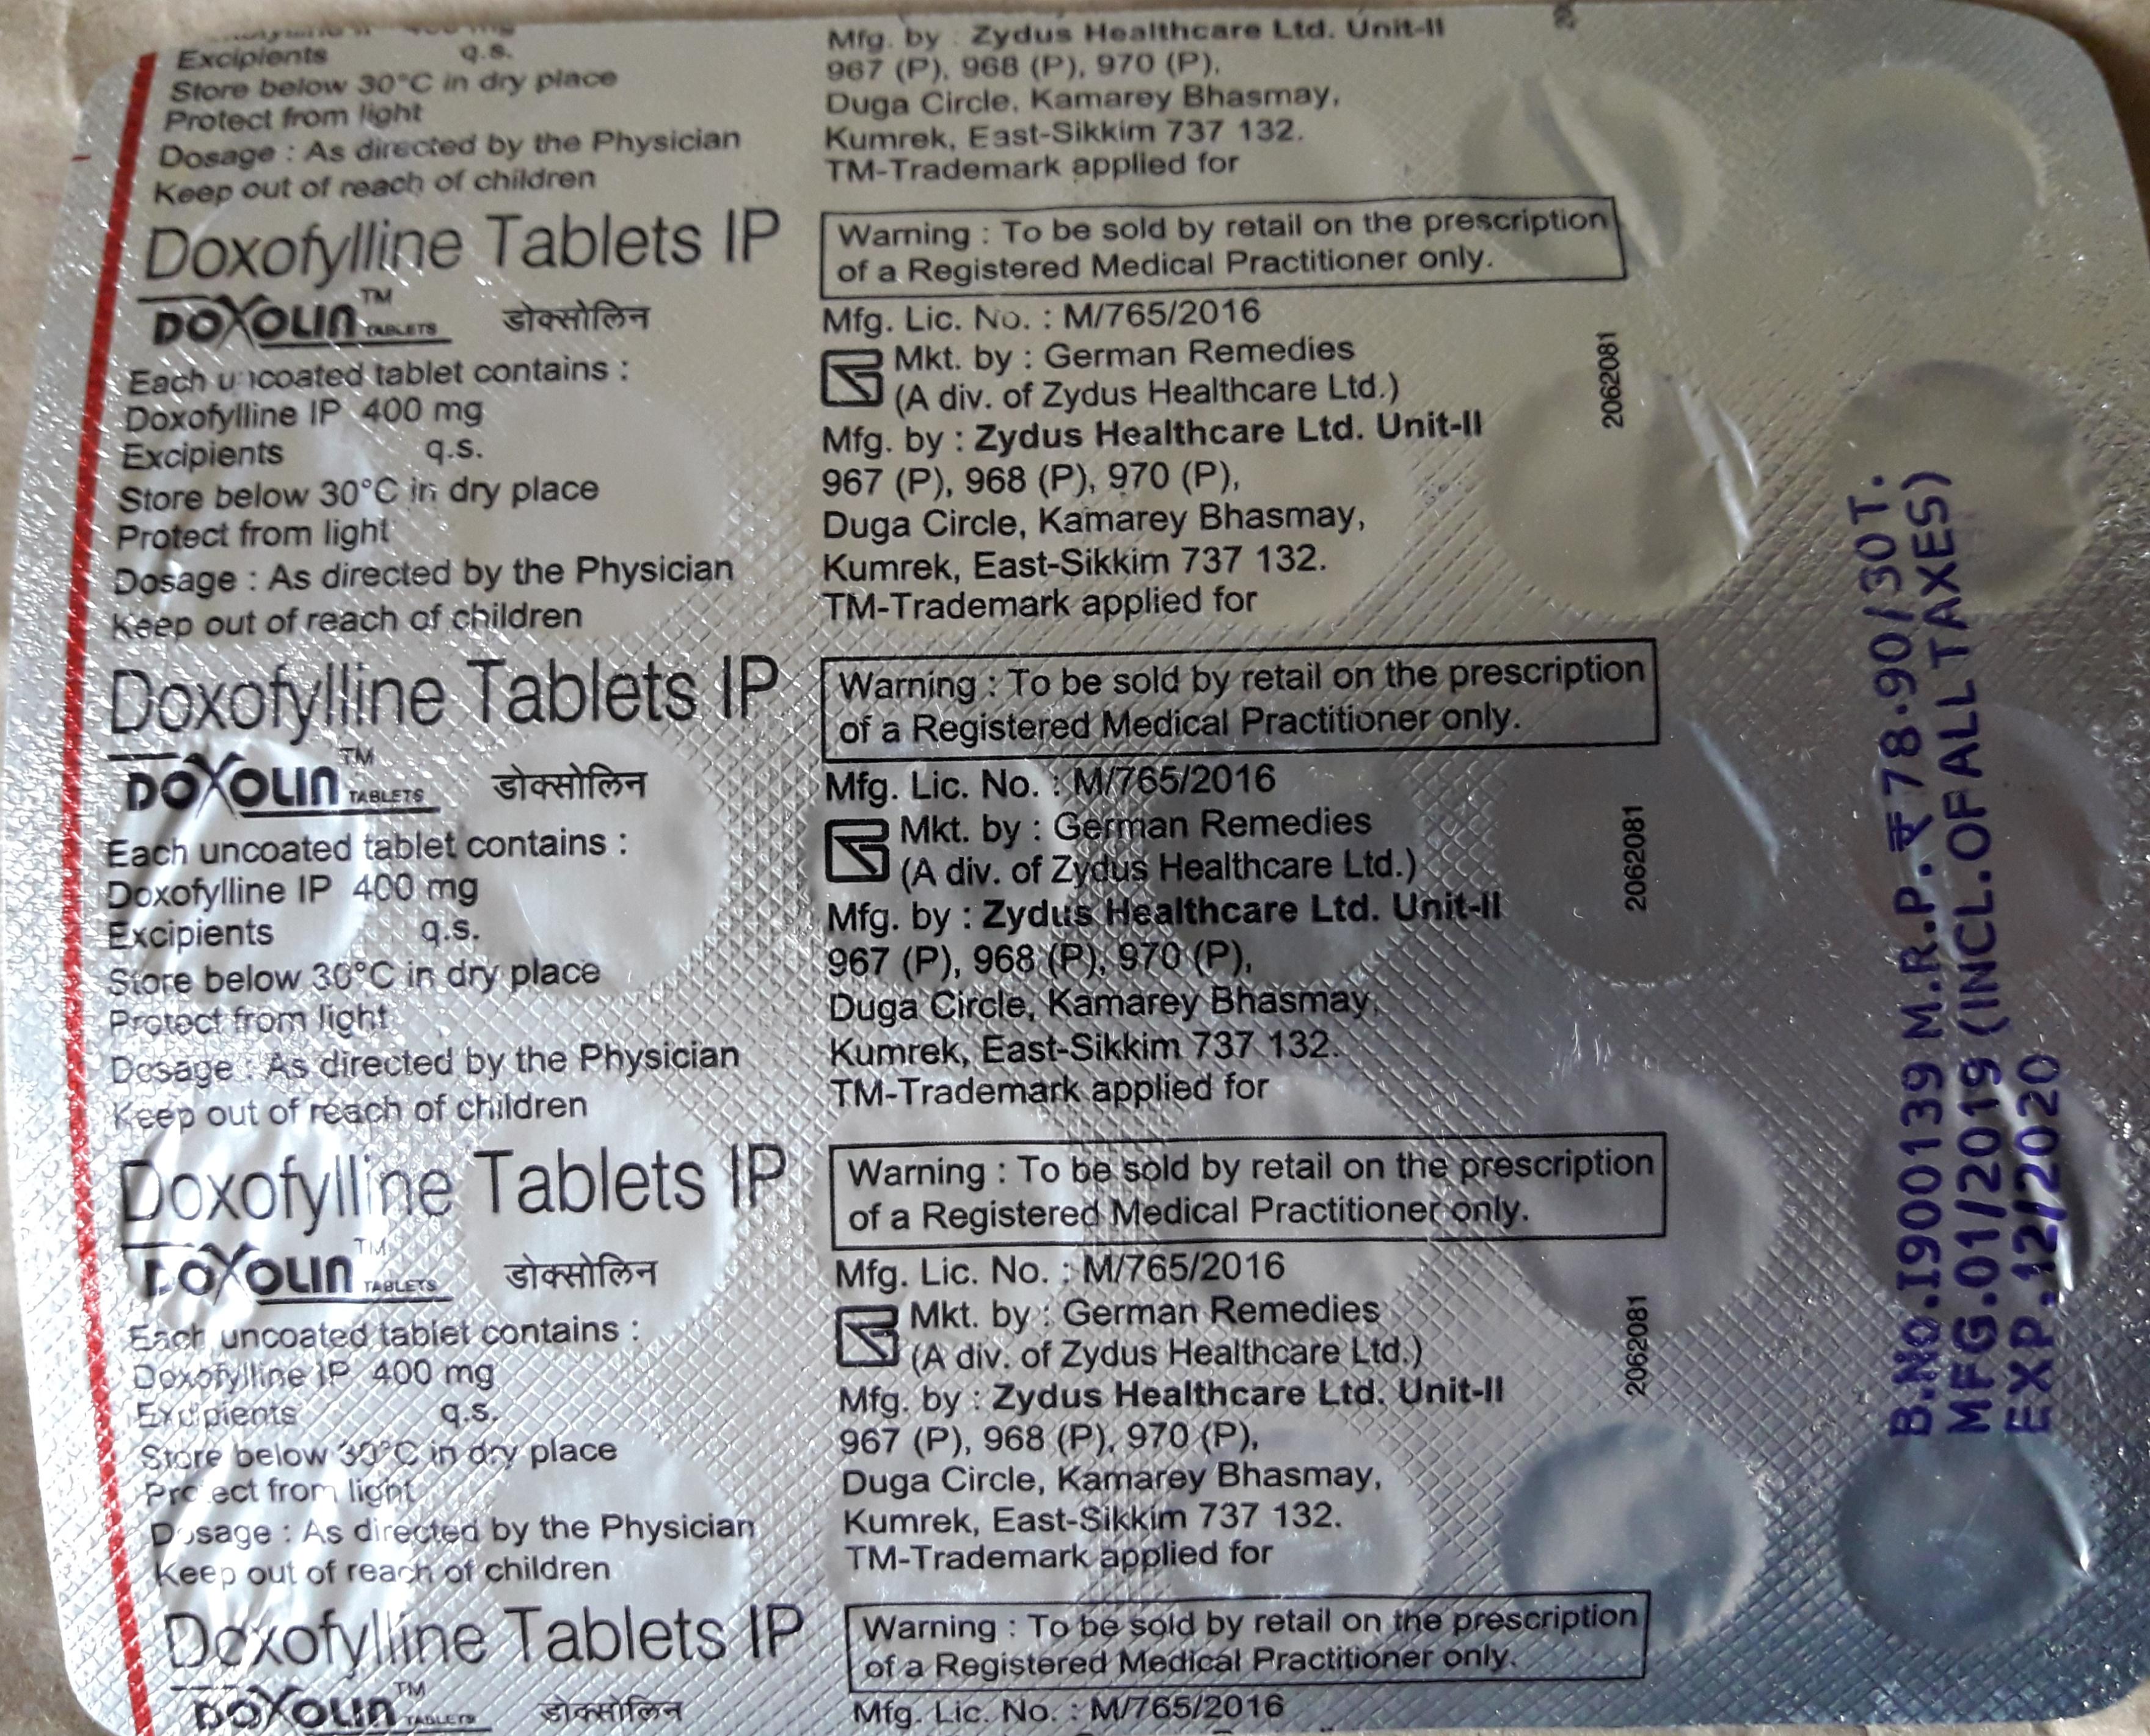 Excipients q.s.
Store below 30°C in dry place
Protect from light
Dosage : As directed by the Physician
Keep out of reach of children
Doxofylline Tablets IP
DOXOLIN™ TABLETS डोक्सोलिन
Each uncoated tablet contains :
Doxofylline IP 400 mg
Excipients q.s.
Store below 30°C in dry place
Protect from light
Dosage : As directed by the Physician
Keep out of reach of children
Doxofylline Tablets IP
DOXOLIN™ TABLETS डोक्सोलिन
Each uncoated tablet contains :
Doxofylline IP 400 mg
Excipients q.s.
Store below 30°C in dry place
Protect from light
Dosage : As directed by the Physician
Keep out of reach of children
Doxofylline Tablets IP
DOXOLIN™ TABLETS डोक्सोलिन
Each uncoated tablet contains :
Doxofylline IP 400 mg
Excipients q.s.
Store below 30°C in dry place
Protect from light
Dosage : As directed by the Physician
Keep out of reach of children
Doxofylline Tablets IP
DOXOLIN™ TABLETS डोक्सोलिन
Mfg. by : Zydus Healthcare Ltd. Unit-II
967 (P), 968 (P), 970 (P),
Duga Circle, Kamarey Bhasmay,
Kumrek, East-Sikkim 737 132.
TM-Trademark applied for
Warning : To be sold by retail on the prescription
of a Registered Medical Practitioner only.
Mfg. Lic. No. : M/765/2016
Mkt. by : German Remedies
(A div. of Zydus Healthcare Ltd.)
Mfg. by : Zydus Healthcare Ltd. Unit-II
967 (P), 968 (P), 970 (P),
Duga Circle, Kamarey Bhasmay,
Kumrek, East-Sikkim 737 132.
TM-Trademark applied for
2062081
Warning : To be sold by retail on the prescription
of a Registered Medical Practitioner only.
Mfg. Lic. No. : M/765/2016
Mkt. by : German Remedies
(A div. of Zydus Healthcare Ltd.)
Mfg. by : Zydus Healthcare Ltd. Unit-II
967 (P), 968 (P), 970 (P),
Duga Circle, Kamarey Bhasmay,
Kumrek, East-Sikkim 737 132.
TM-Trademark applied for
2062081
Warning : To be sold by retail on the prescription
of a Registered Medical Practitioner only.
Mfg. Lic. No. : M/765/2016
Mkt. by : German Remedies
(A div. of Zydus Healthcare Ltd.)
Mfg. by : Zydus Healthcare Ltd. Unit-II
967 (P), 968 (P), 970 (P),
Duga Circle, Kamarey Bhasmay,
Kumrek, East-Sikkim 737 132.
TM-Trademark applied for
2062081
Warning : To be sold by retail on the prescription
of a Registered Medical Practitioner only.
Mfg. Lic. No. : M/765/2016
B.NO.I900139 M.R.P.₹78.90/30T.
MFG.01/2019 (INCL.OF ALL TAXES)
EXP.12/2020